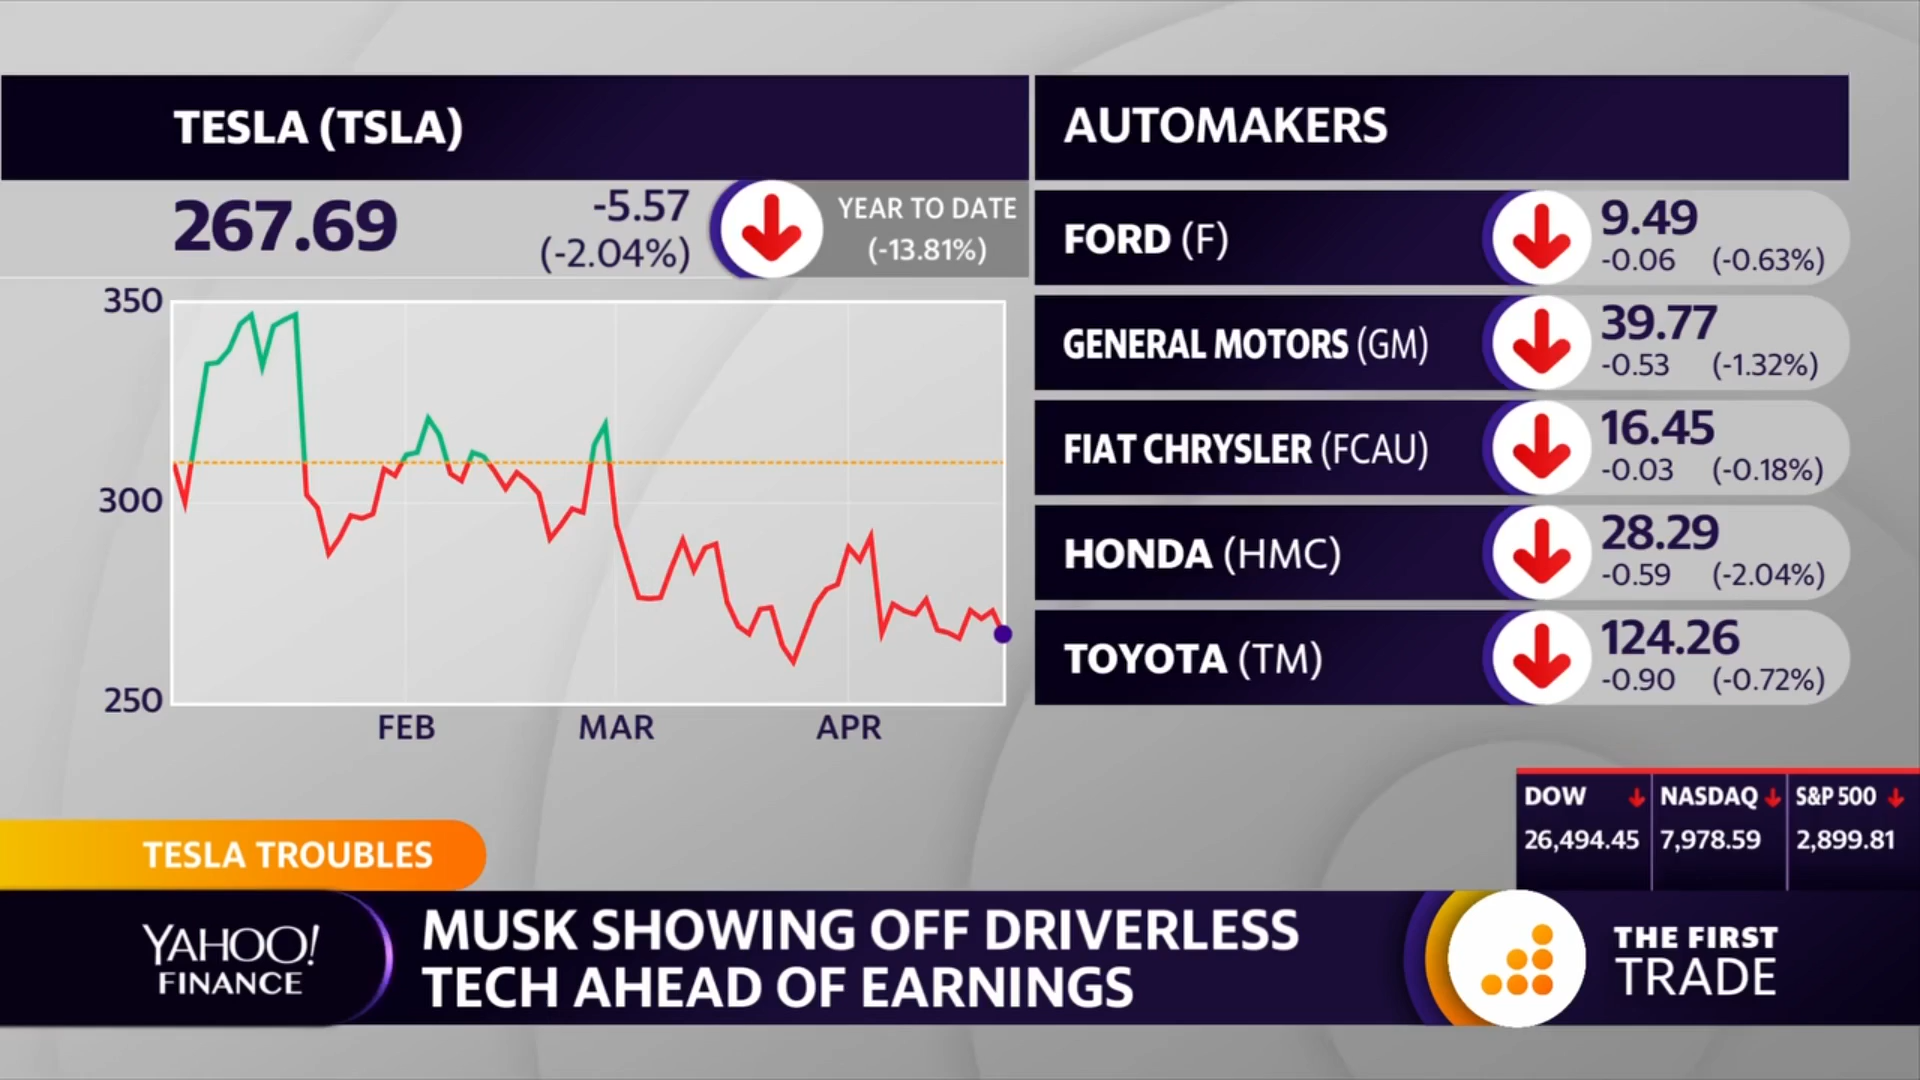 TESLA (TSLA)
267.69
-5.57
(-2.04%)
YEAR TO DATE
(-13.81%)
350
300
250
FEB
MAR
APR
AUTOMAKERS
FORD (F)
9.49
-0.06 (-0.63%)
GENERAL MOTORS (GM)
39.77
-0.53 (-1.32%)
FIAT CHRYSLER (FCAU)
16.45
-0.03 (-0.18%)
HONDA (HMC)
28.29
-0.59 (-2.04%)
TOYOTA (TM)
124.26
-0.90 (-0.72%)
DOW
26,494.45
NASDAQ
7,978.59
S&P 500
2,899.81
TESLA TROUBLES
YAHOO!
FINANCE
MUSK SHOWING OFF DRIVERLESS
TECH AHEAD OF EARNINGS
THE FIRST
TRADE